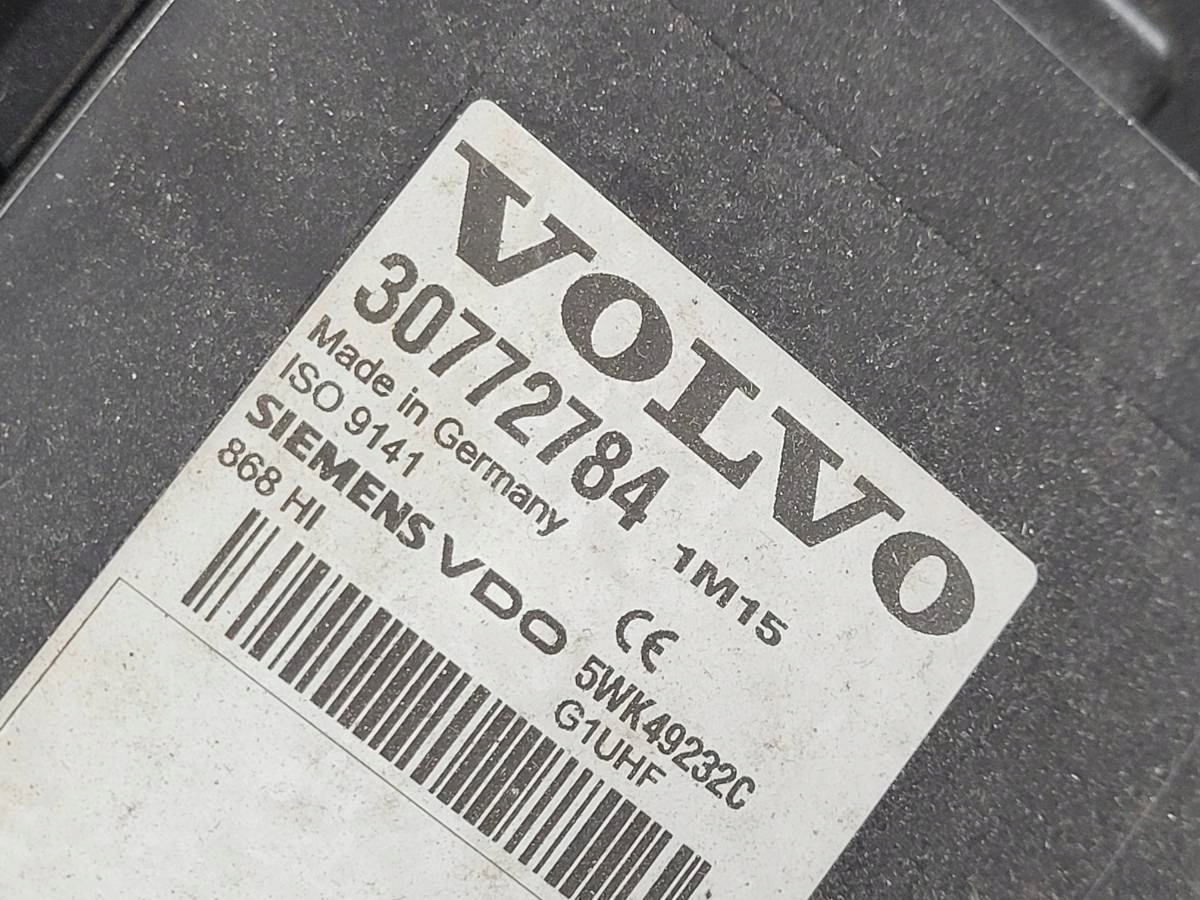 VOLVO
30772784 1M15
Made in Germany CE
ISO 9141 5WK49232C
SIEMENS VDO G1UHF
868 HI